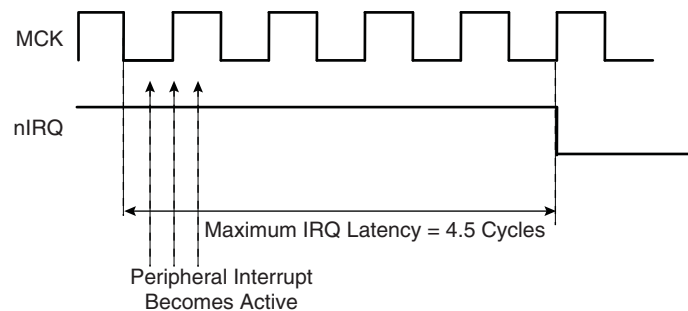 MCK
nIRQ
Maximum IRQ Latency = 4.5 Cycles
Peripheral Interrupt
Becomes Active